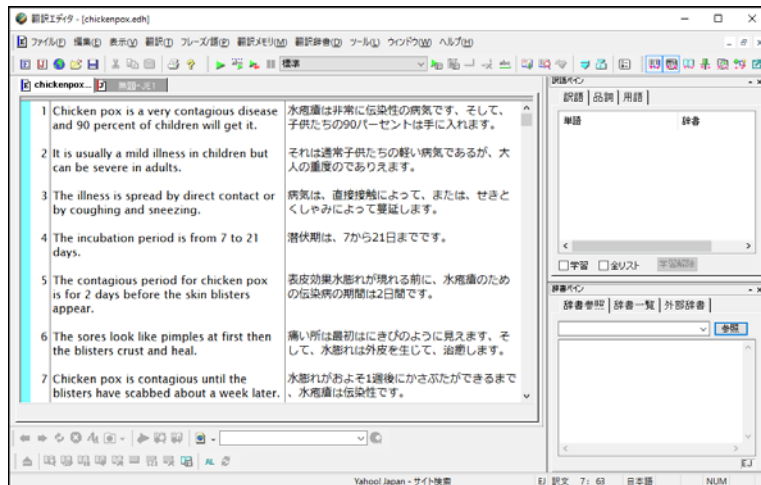 翻訳エディタ - [chickenpox.edh]
ファイル(F) 編集(E) 表示(V) 翻訳(T) フレーズ/語(P) 翻訳メモリ(M) 翻訳辞書(D) ツール(L) ウィンドウ(W) ヘルプ(H)
標準
chickenpox... 無題-JE1
1 Chicken pox is a very contagious disease
and 90 percent of children will get it.
水疱瘡は非常に伝染性の病気です、そして、
子供たちの90パーセントは手に入れます。
2 It is usually a mild illness in children but
can be severe in adults.
それは通常子供たちの軽い病気であるが、大
人の重度のでありえます。
3 The illness is spread by direct contact or
by coughing and sneezing.
病気は、直接接触によって、または、せきと
くしゃみによって蔓延します。
4 The incubation period is from 7 to 21
days.
潜伏期は、7から21日までです。
5 The contagious period for chicken pox
is for 2 days before the skin blisters
appear.
表皮効果水膨れが現れる前に、水疱瘡のため
の伝染病の期間は2日間です。
6 The sores look like pimples at first then
the blisters crust and heal.
痛い所は最初はにきびのように見えます、そ
して、水膨れは外皮を生じて、治癒します。
7 Chicken pox is contagious until the
blisters have scabbed about a week later.
水膨れがおよそ1週後にかさぶたができるまで
、水疱瘡は伝染性です。
訳語ペイン
訳語 品詞 用語
単語 辞書
学習 全リスト 学習解除
辞書ペイン
辞書参照 辞書一覧 外部辞書
参照
EJ
Yahoo! Japan - サイト検索 EJ 訳文 7: 63 日本語 NUM